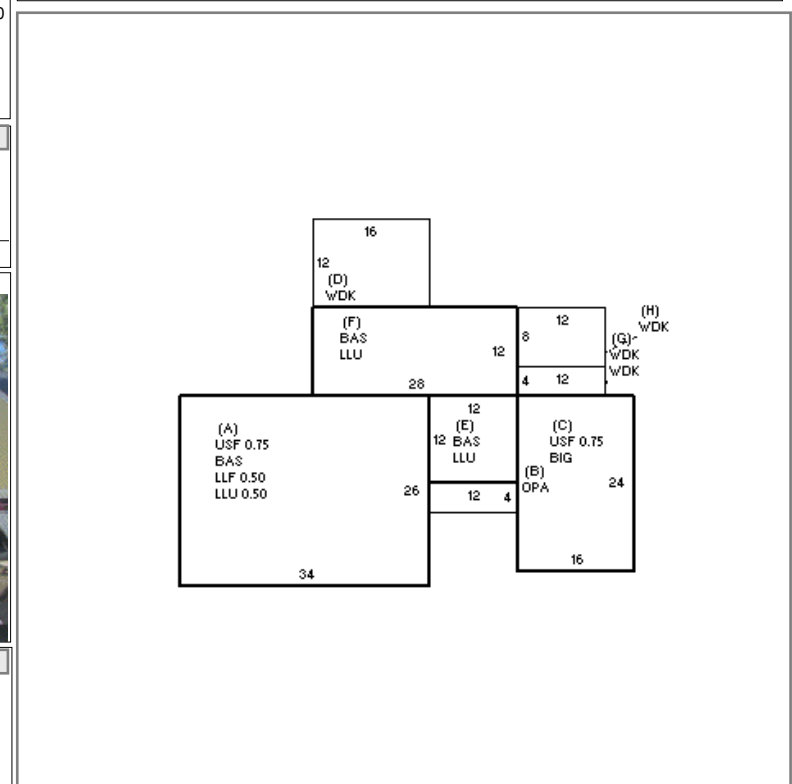 16
12
(D)
WDK
(F)
BAS
LLU
12
28
12
8
4 12
(H)
WDK
(G)-
WDK
WDK
(A)
USF 0.75
BAS
LLF 0.50
LLU 0.50
26
34
12
(E)
12 BAS
LLU
12 4
(B)
OPA
(C)
USF 0.75
BIG
24
16